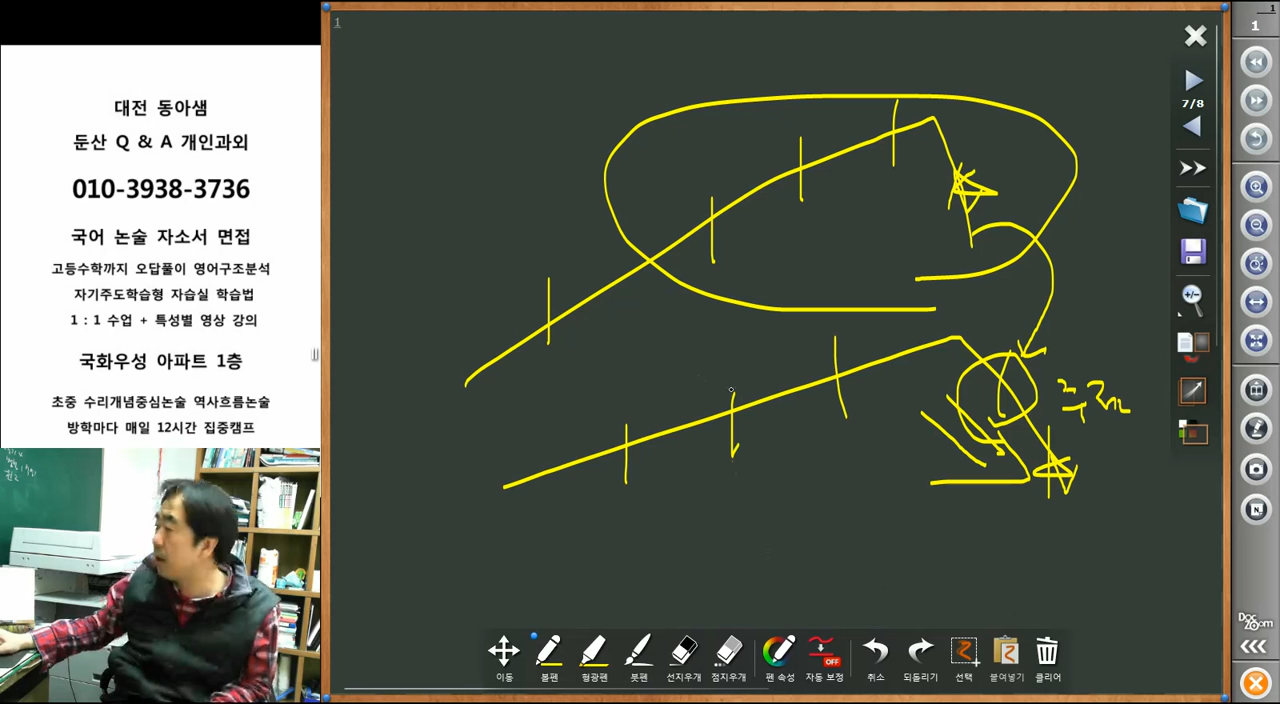 대전 동아샘
둔산 Q & A 개인과외
010-3938-3736
국어 논술 자소서 면접
고등수학까지 오답풀이 영어구조분석
자기주도학습형 자습실 학습법
1 : 1 수업 + 특성별 영상 강의
국화우성 아파트 1층
초중 수리개념중심논술 역사흐름논술
방학마다 매일 12시간 집중캠프
1
7/8
1
1
DocZoom
이동
볼펜
형광펜
붓펜
선지우개
점지우개
펜 속성
OFF
자동 보정
취소
되돌리기
선택
붙여넣기
클리어